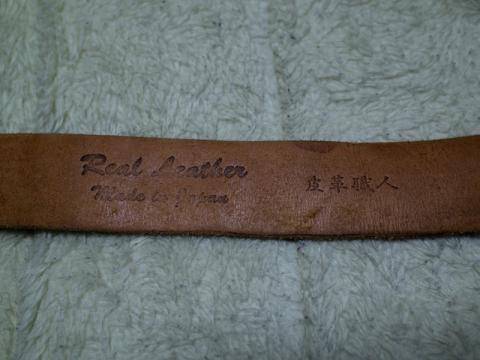 Real Leather
Made in Japan
皮革職人